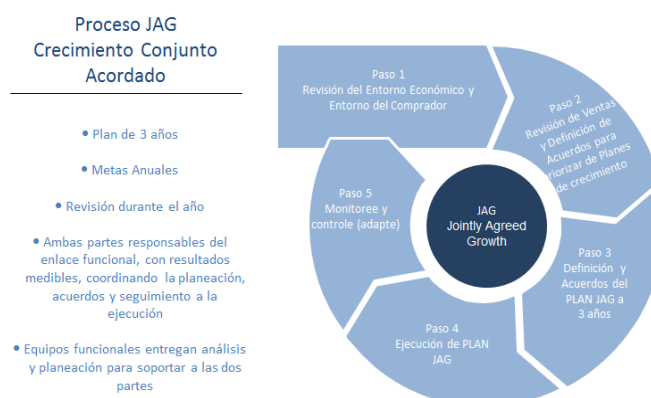 Proceso JAG
Crecimiento Conjunto
Acordado
• Plan de 3 años
• Metas Anuales
• Revisión durante el año
• Ambas partes responsables del
enlace funcional, con resultados
medibles, coordinando la planeación,
acuerdos y seguimiento a la
ejecución
• Equipos funcionales entregan análisis
y planeación para soportar a las dos
partes
Paso 1
Revisión del Entorno Económico y
Entorno del Comprador
Paso 2
Revisión de Ventas
y Definición de
Acuerdos para
Priorizar de Planes
de crecimiento
Paso 3
Definición y
Acuerdos del
PLAN JAG a
3 años
Paso 4
Ejecución de PLAN
JAG
Paso 5
Monitoree y
controle (adapte)
JAG
Jointly Agreed
Growth